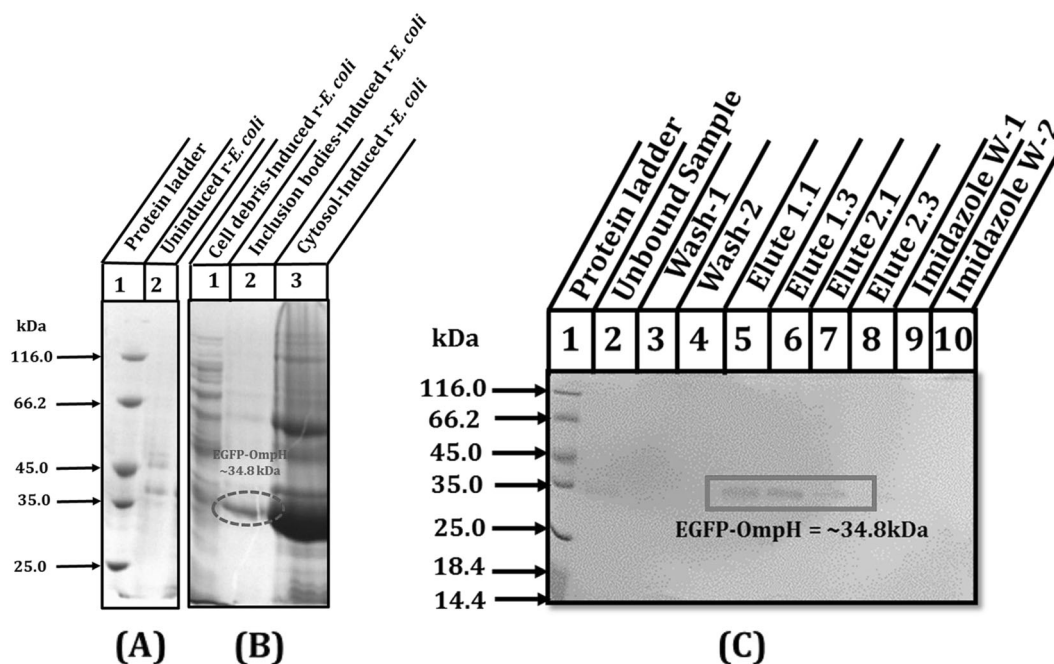 Protein ladder
Uninduced r-E. coli
Cell debris-Induced r-E. coli
Inclusion bodies-Induced r-E. coli
Cytosol-Induced r-E. coli
1 2
1 2 3
kDa
116.0
66.2
45.0
35.0
25.0
EGFP-OmpH
~34.8 kDa
(A)
(B)
Protein ladder
Unbound Sample
Wash-1
Wash-2
Elute 1.1
Elute 1.3
Elute 2.1
Elute 2.3
Imidazole W-1
Imidazole W-2
kDa
1 2 3 4 5 6 7 8 9 10
116.0
66.2
45.0
35.0
25.0
18.4
14.4
EGFP-OmpH = ~34.8kDa
(C)